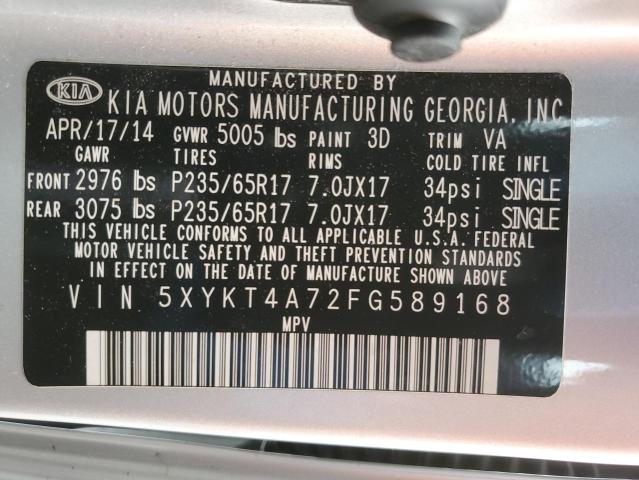 MANUFACTURED BY
KIA KIA MOTORS MANUFACTURING GEORGIA, INC
APR/17/14 GVWR 5005 lbs PAINT 3D TRIM VA
GAWR TIRES RIMS COLD TIRE INFL
FRONT 2976 lbs P235/65R17 7.0JX17 34psi SINGLE
REAR 3075 lbs P235/65R17 7.0JX17 34psi SINGLE
THIS VEHICLE CONFORMS TO ALL APPLICABLE U.S.A. FEDERAL
MOTOR VEHICLE SAFETY AND THEFT PREVENTION STANDARDS
IN EFFECT ON THE DATE OF MANUFACTURE SHOWN ABOVE.
VIN 5XYKT4A72FG589168
MPV